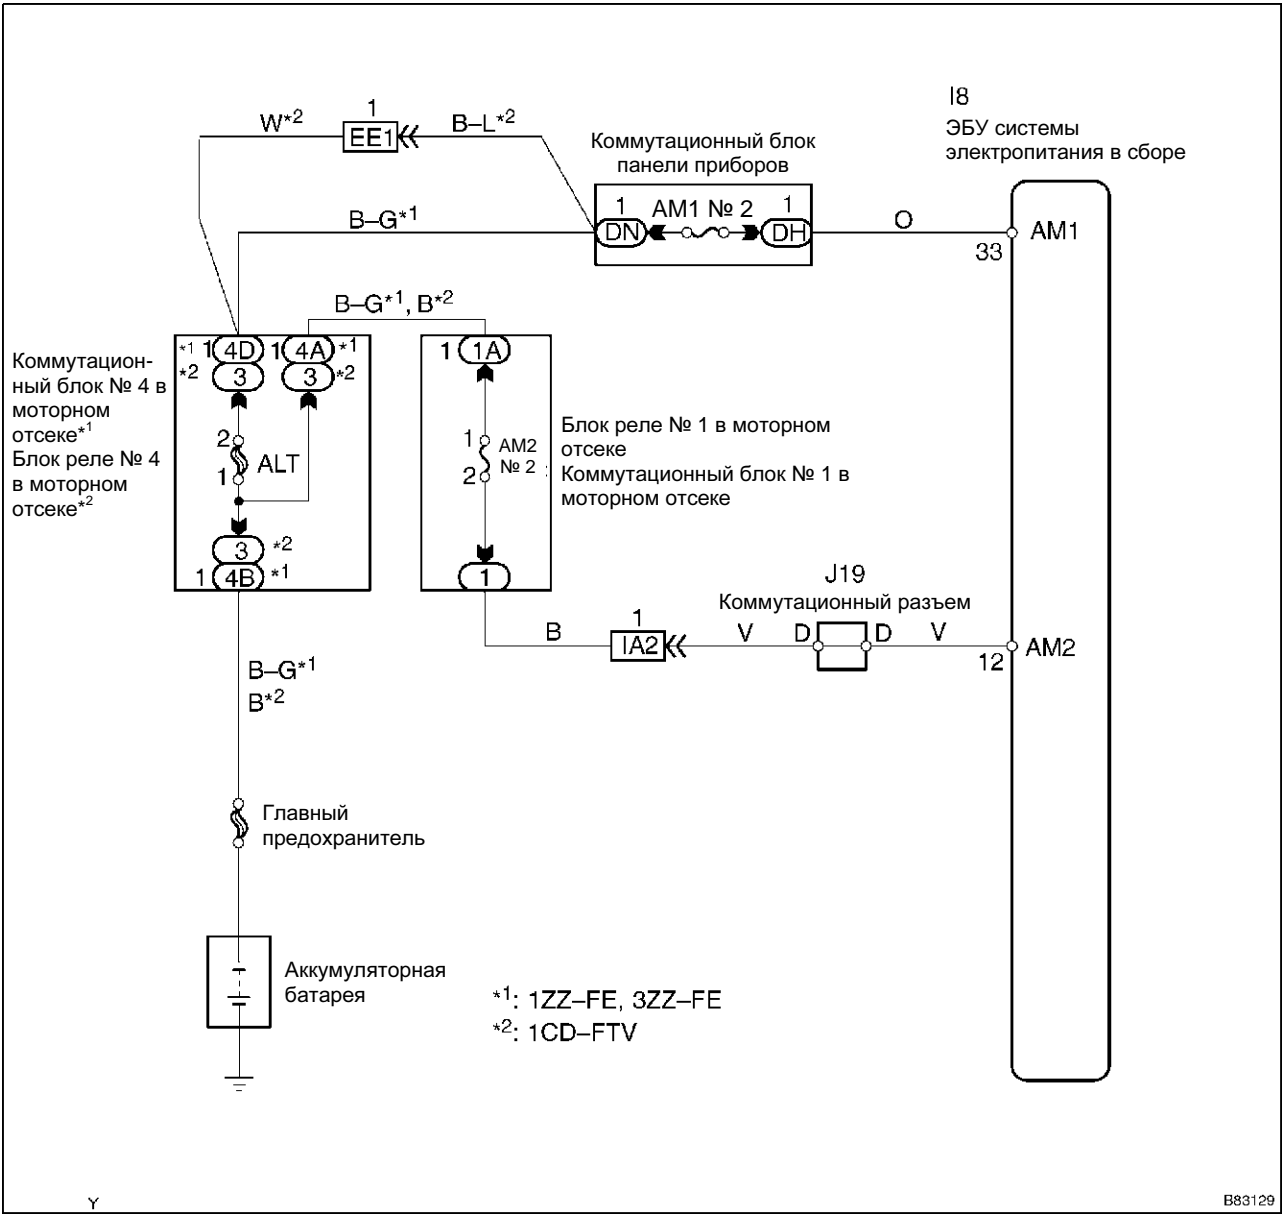 I8
ЭБУ системы
электропитания в сборе
1
W*2
EE1
B–L*2
Коммутационный блок
панели приборов
1
AM1 № 2
1
DN
DH
B–G*1
O
33
AM1
B–G*1, B*2
Коммутацион-
ный блок № 4 в
моторном
отсеке*1
Блок реле № 4
в моторном
отсеке*2
*1 1 4D
1 4A *1
*2 3
3 *2
2
ALT
1
3 *2
1 4B *1
1 1A
1
AM2
№ 2
2
1
Блок реле № 1 в моторном
отсеке
Коммутационный блок № 1 в
моторном отсеке
J19
Коммутационный разъем
B
1
IA2
V
D
D
V
12
AM2
B–G*1
B*2
Главный
предохранитель
Аккумуляторная
батарея
*1: 1ZZ–FE, 3ZZ–FE
*2: 1CD–FTV
Y
B83129